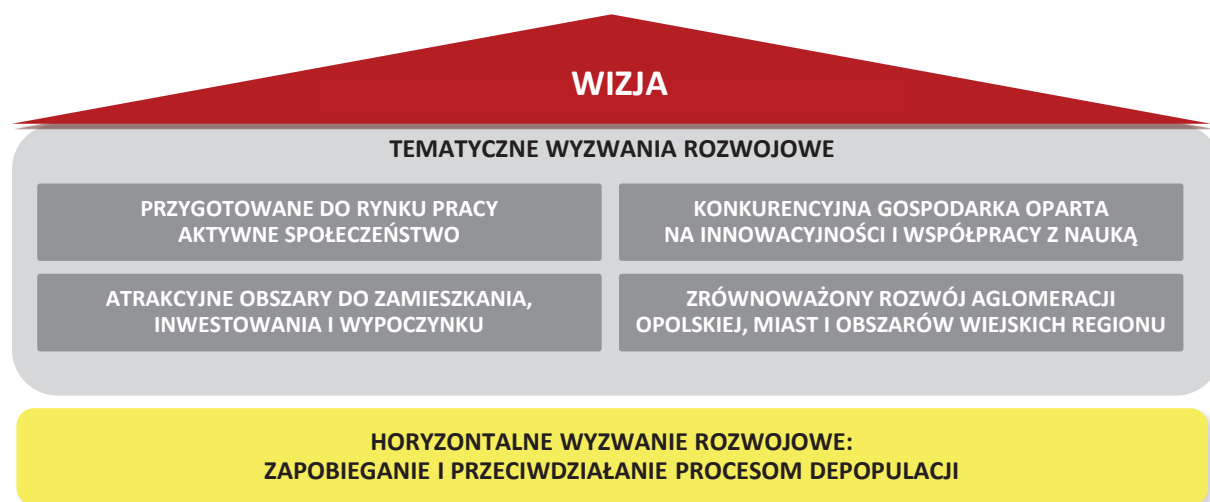 WIZJA
TEMATYCZNE WYZWANIA ROZWOJOWE
PRZYGOTOWANE DO RYNKU PRACY
AKTYWNE SPOŁECZEŃSTWO
KONKURENCYJNA GOSPODARKA OPARTA
NA INNOWACYJNOŚCI I WSPÓŁPRACY Z NAUKĄ
ATRAKCYJNE OBSZARY DO ZAMIESZKANIA,
INWESTOWANIA I WYPOCZYNKU
ZRÓWNOWAŻONY ROZWÓJ AGLOMERACJI
OPOLSKIEJ, MIAST I OBSZARÓW WIEJSKICH REGIONU
HORYZONTALNE WYZWANIE ROZWOJOWE:
ZAPOBIEGANIE I PRZECIWDZIAŁANIE PROCESOM DEPOPULACJI